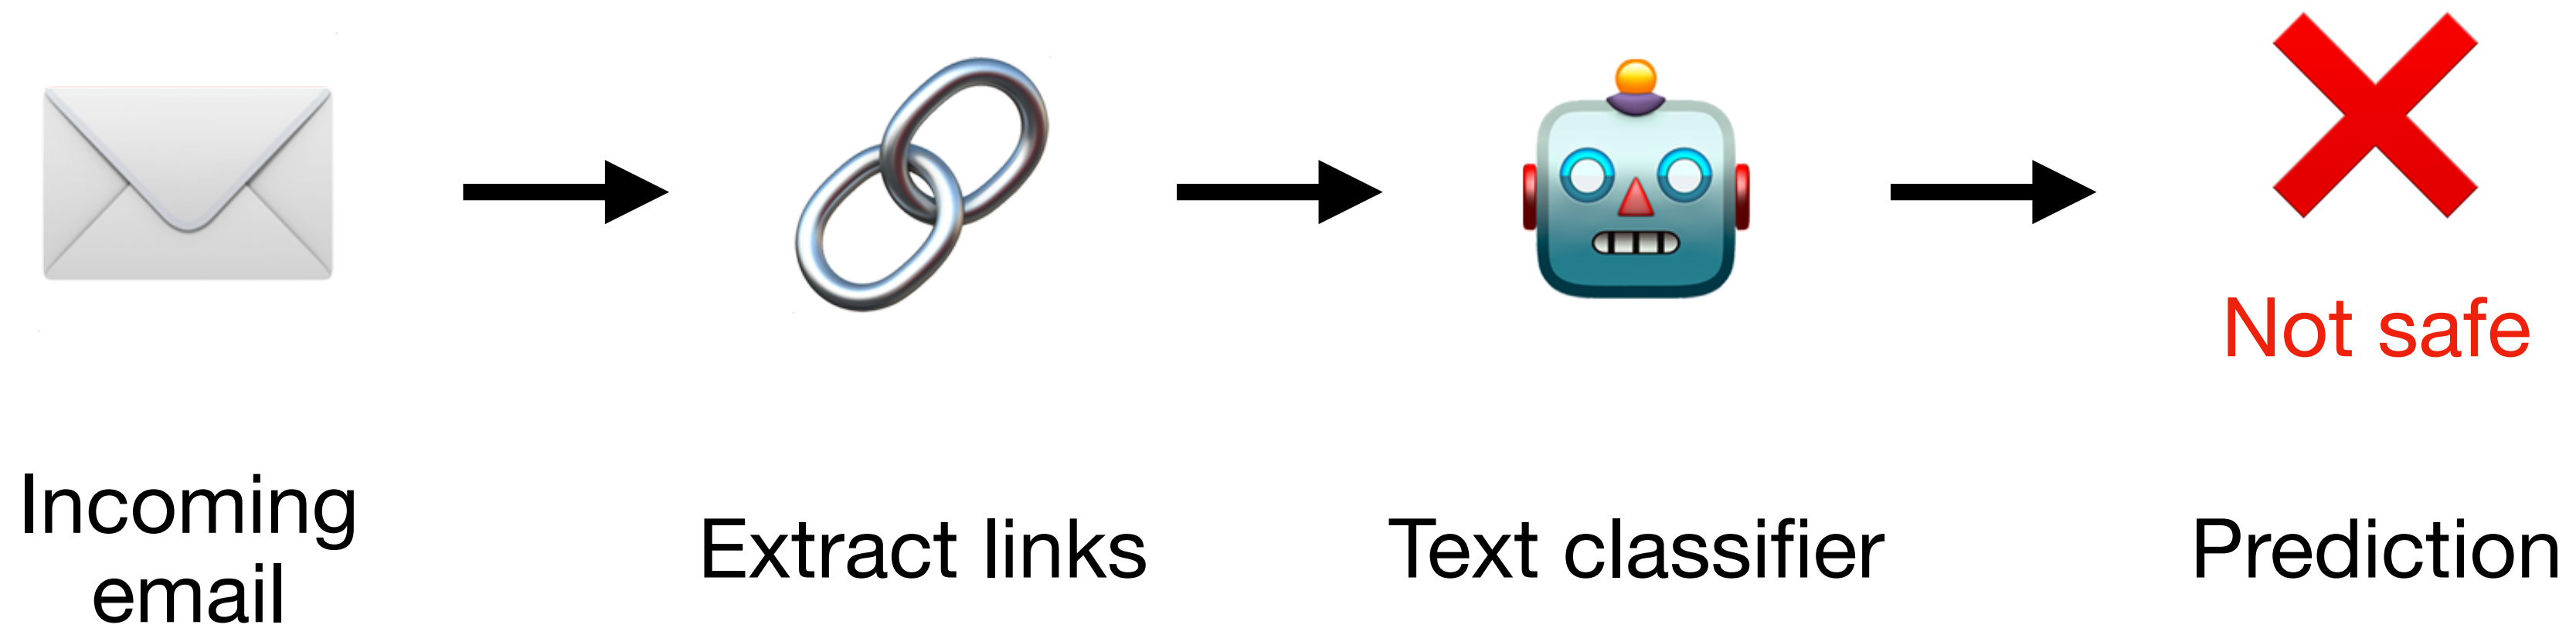 Not safe
Incoming
email
Extract links
Text classifier
Prediction